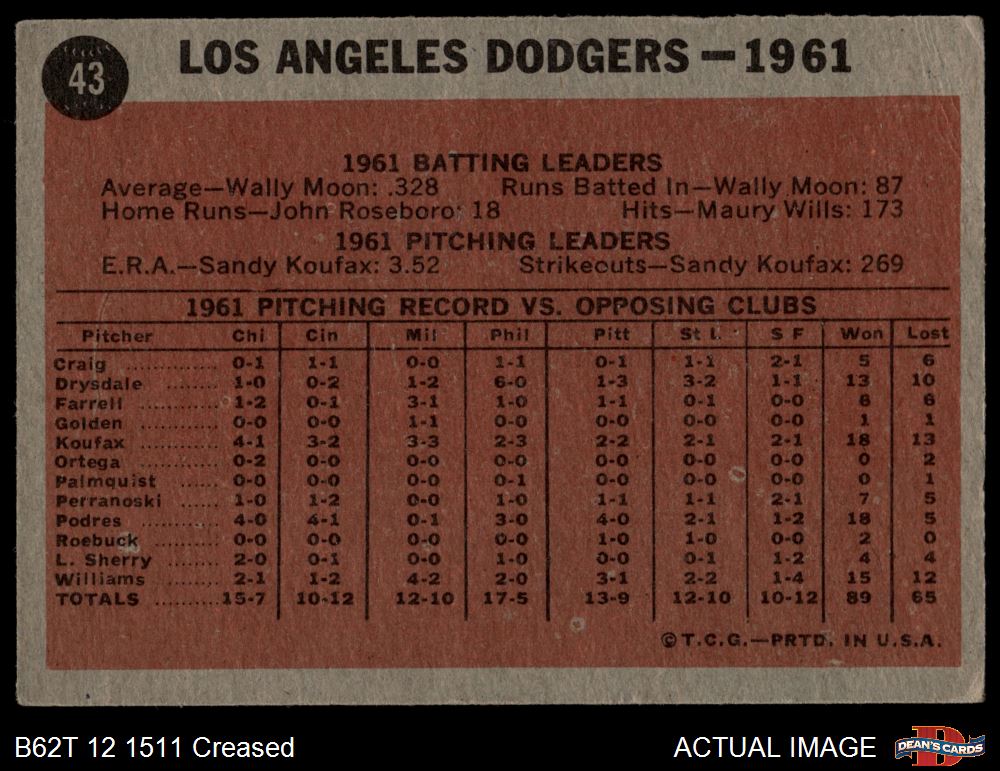 43
LOS ANGELES DODGERS — 1961
1961 BATTING LEADERS
Average—Wally Moon: .328 Runs Batted In—Wally Moon: 87
Home Runs—John Roseboro: 18 Hits—Maury Wills: 173
1961 PITCHING LEADERS
E.R.A.—Sandy Koufax: 3.52 Strikeouts—Sandy Koufax: 269
1961 PITCHING RECORD VS. OPPOSING CLUBS
Pitcher Chi Cin Mil Phil Pitt St L S F Won Lost
Craig 0-1 1-1 0-0 1-1 0-1 1-1 2-1 5 6
Drysdale 1-0 0-2 1-2 6-0 1-3 3-2 1-1 13 10
Farrell 1-2 0-1 3-1 1-0 1-1 0-1 0-0 6 6
Golden 0-0 0-0 1-1 0-0 0-0 0-0 0-0 1 1
Koufax 4-1 3-2 3-3 2-3 2-2 2-1 2-1 18 13
Ortega 0-2 0-0 0-0 0-0 0-0 0-0 0-0 0 2
Palmquist 0-0 0-0 0-0 0-1 0-0 0-0 0-0 0 1
Perranoski 1-0 1-2 0-0 1-0 1-1 1-1 2-1 7 5
Podres 4-0 4-1 0-1 3-0 4-0 2-1 1-2 18 5
Roebuck 0-0 0-0 0-0 0-0 1-0 1-0 0-0 2 0
L. Sherry 2-0 0-1 0-0 1-0 0-0 0-1 1-2 4 4
Williams 2-1 1-2 4-2 2-0 3-1 2-2 1-4 15 12
TOTALS 15-7 10-12 12-10 17-5 13-9 12-10 10-12 89 65
© T.C.G.—PRTD. IN U.S.A.
B62T 12 1511 Creased ACTUAL IMAGE DEAN'S CARDS